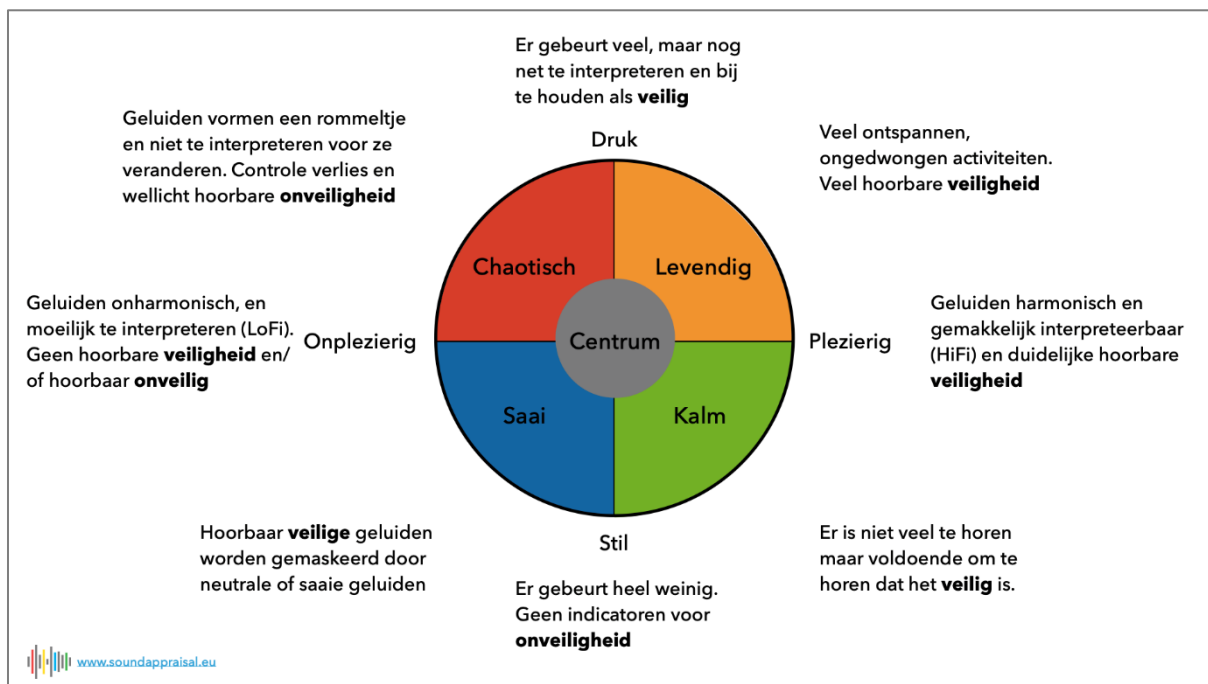 Er gebeurt veel, maar nog
net te interpreteren en bij
te houden als veilig
Geluiden vormen een rommeltje
en niet te interpreteren voor ze
veranderen. Controle verlies en
wellicht hoorbare onveiligheid
Druk
Veel ontspannen,
ongedwongen activiteiten.
Veel hoorbare veiligheid
Chaotisch
Levendig
Geluiden onharmonisch, en
moeilijk te interpreteren (LoFi).
Geen hoorbare veiligheid en/
of hoorbaar onveilig
Onplezierig
Centrum
Plezierig
Geluiden harmonisch en
gemakkelijk interpreteerbaar
(HiFi) en duidelijke hoorbare
veiligheid
Saai
Kalm
Hoorbaar veilige geluiden
worden gemaskeerd door
neutrale of saaie geluiden
Stil
Er gebeurt heel weinig.
Geen indicatoren voor
onveiligheid
Er is niet veel te horen
maar voldoende om te
horen dat het veilig is.
www.soundappraisal.eu